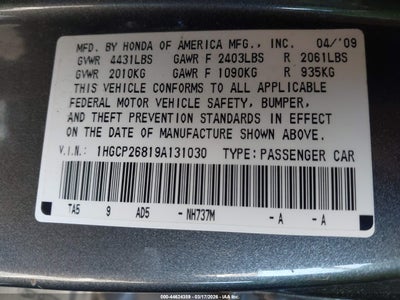 MFD. BY HONDA OF AMERICA MFG., INC. 04/'09
GVWR 4431LBS GAWR F 2403LBS R 2061LBS
GVWR 2010KG GAWR F 1090KG R 935KG
THIS VEHICLE CONFORMS TO ALL APPLICABLE
FEDERAL MOTOR VEHICLE SAFETY, BUMPER,
AND THEFT PREVENTION STANDARDS IN EFFECT
ON THE DATE OF MANUFACTURE SHOWN ABOVE.
V.I.N.: 1HGCP26819A131030 TYPE: PASSENGER CAR
TA5 9 AD5 - NH737M - A - A
000-44624359 - 03/17/2026 - IAA Inc.